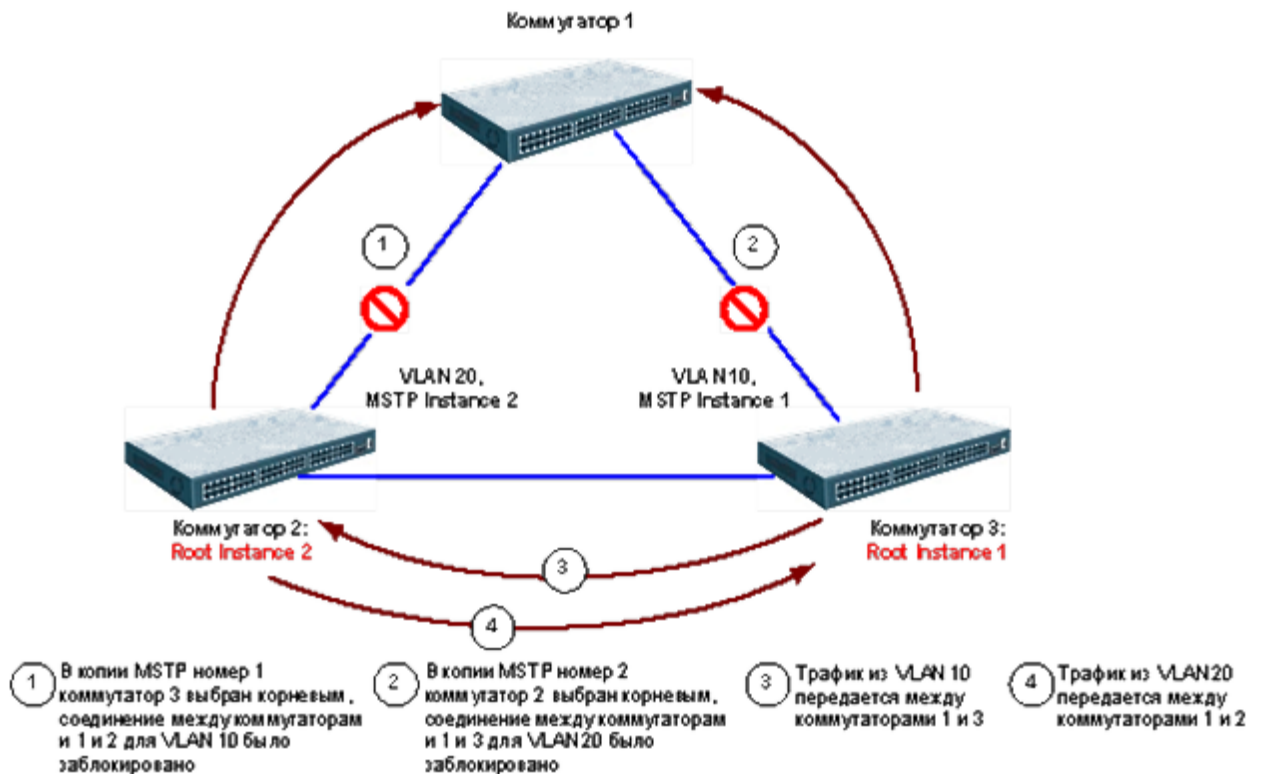 Коммутатор 1
1
2
VLAN 20,
MSTP Instance 2
VLAN10,
MSTP Instance 1
Коммутатор 2:
Root Instance 2
Коммутатор 3:
Root Instance 1
3
4
1
В копии MSTP номер 1
коммутатор 3 выбран корневым,
соединение между коммутаторам
и 1 и 2 для VLAN 10 было
заблокировано
2
В копии MSTP номер 2
коммутатор 2 выбран корневым,
соединение между коммутаторам
и 1 и 3 для VLAN20 было
заблокировано
3
Трафик из VLAN 10
передается между
коммутаторами 1 и 3
4
Трафик из VLAN20
передается между
коммутаторами 1 и 2